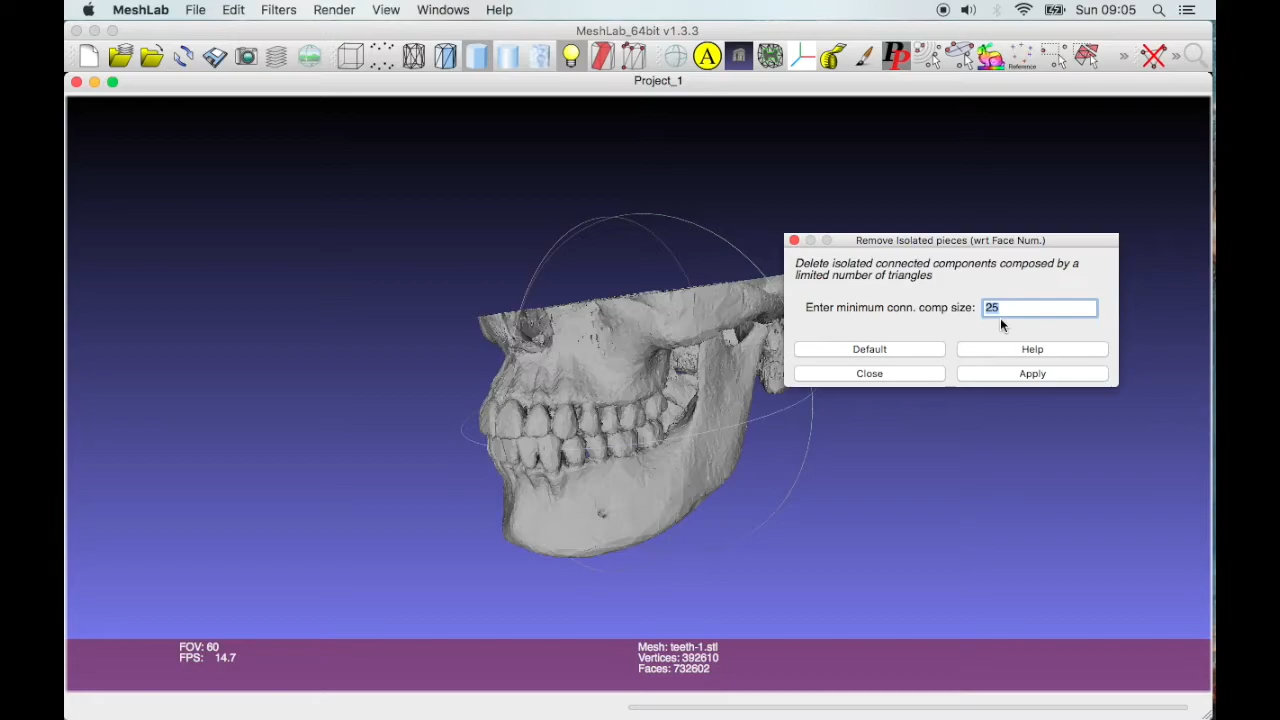 MeshLab File Edit Filters Render View Windows Help Sun 09:05
MeshLab_64bit v1.3.3
A
PP
Reference
Project_1
Remove Isolated pieces (wrt Face Num.)
Delete isolated connected components composed by a
limited number of triangles
Enter minimum conn. comp size: 25
Default Help
Close Apply
FOV: 60
FPS: 14.7
Mesh: teeth-1.stl
Vertices: 392610
Faces: 732602